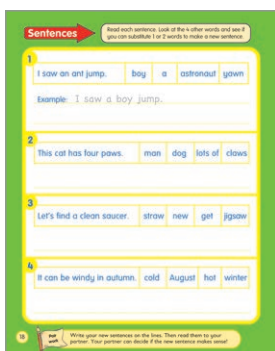 Sentences
Read each sentence. Look at the 4 other words and see if
you can substitute 1 or 2 words to make a new sentence.
1
I saw an ant jump. boy a astronaut yawn
Example: I saw a boy jump.
2
This cat has four paws. man dog lots of claws
3
Let's find a clean saucer. straw new get jigsaw
4
It can be windy in autumn. cold August hot winter
18
Pair work
Write your new sentences on the lines. Then read them to your
partner. Your partner can decide if the new sentence makes sense!